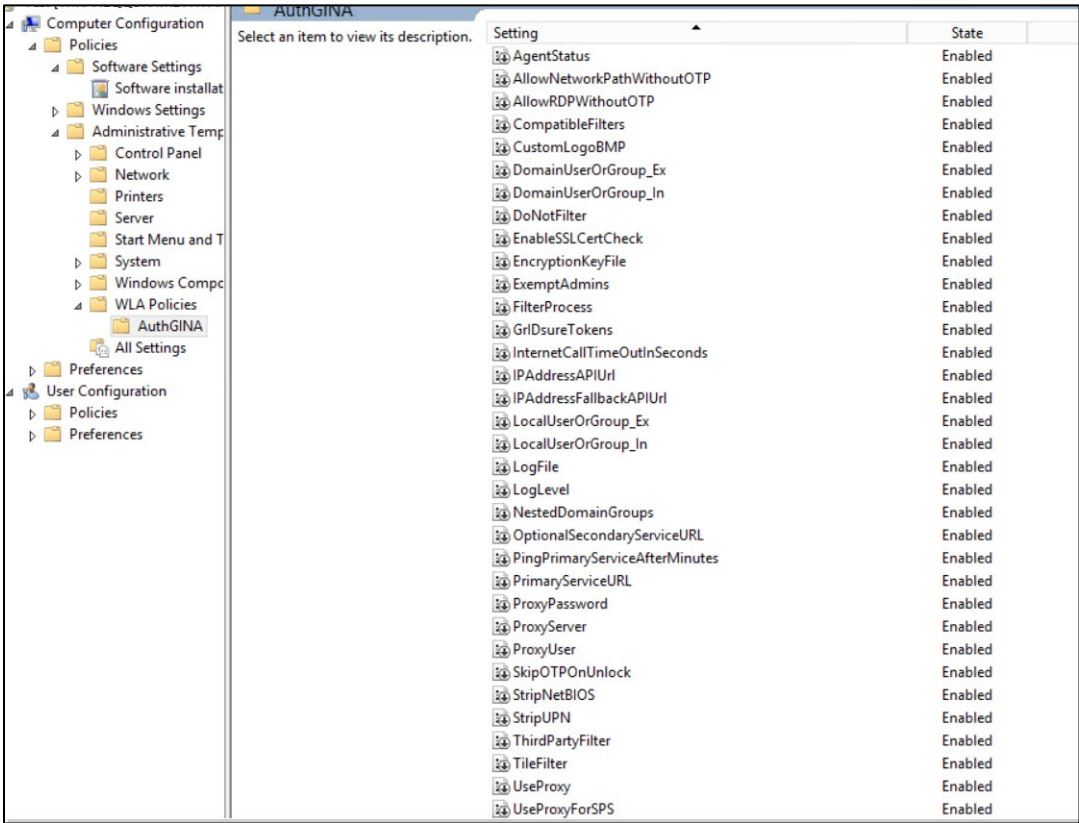 AuthGINA
Computer Configuration
Policies
Software Settings
Software installat
Windows Settings
Administrative Temp
Control Panel
Network
Printers
Server
Start Menu and T
System
Windows Compc
WLA Policies
AuthGINA
All Settings
Preferences
User Configuration
Policies
Preferences
Select an item to view its description.
Setting State
AgentStatus Enabled
AllowNetworkPathWithoutOTP Enabled
AllowRDPWithoutOTP Enabled
CompatibleFilters Enabled
CustomLogoBMP Enabled
DomainUserOrGroup_Ex Enabled
DomainUserOrGroup_In Enabled
DoNotFilter Enabled
EnableSSLCertCheck Enabled
EncryptionKeyFile Enabled
ExemptAdmins Enabled
FilterProcess Enabled
GrIDsureTokens Enabled
InternetCallTimeOutInSeconds Enabled
IPAddressAPIUrl Enabled
IPAddressFallbackAPIUrl Enabled
LocalUserOrGroup_Ex Enabled
LocalUserOrGroup_In Enabled
LogFile Enabled
LogLevel Enabled
NestedDomainGroups Enabled
OptionalSecondaryServiceURL Enabled
PingPrimaryServiceAfterMinutes Enabled
PrimaryServiceURL Enabled
ProxyPassword Enabled
ProxyServer Enabled
ProxyUser Enabled
SkipOTPOnUnlock Enabled
StripNetBIOS Enabled
StripUPN Enabled
ThirdPartyFilter Enabled
TileFilter Enabled
UseProxy Enabled
UseProxyForSPS Enabled